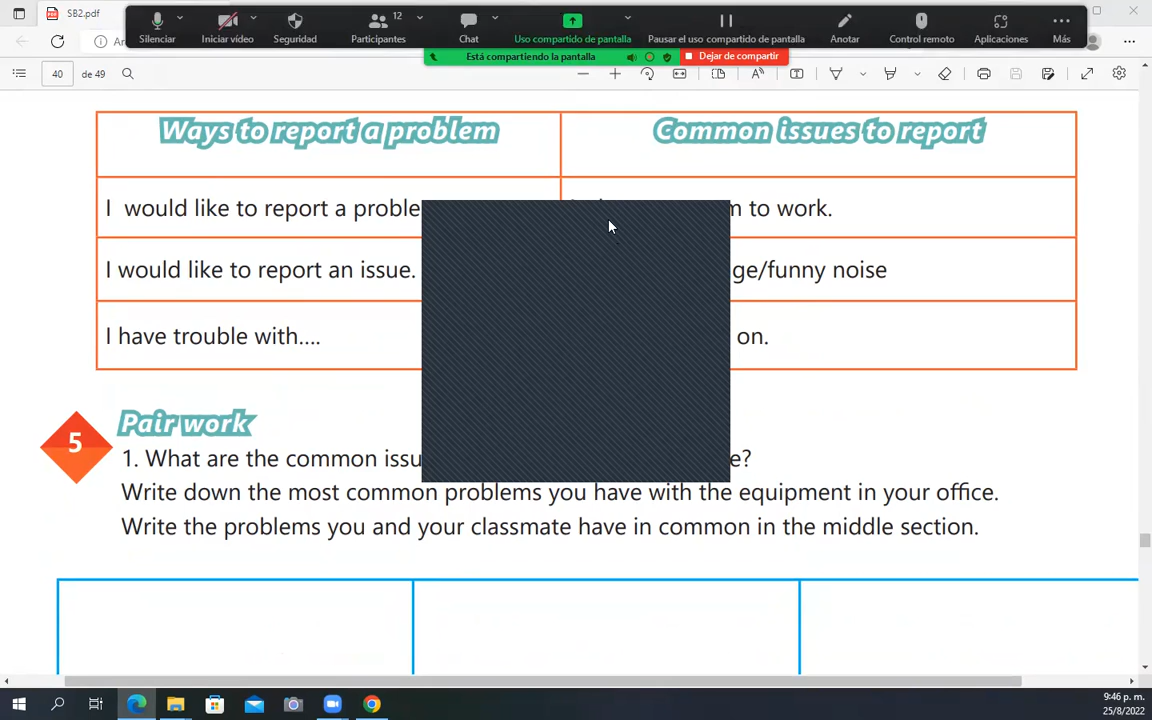 SB2.pdf
12
Silenciar
Iniciar vídeo
Seguridad
Participantes
Chat
Uso compartido de pantalla
Pausar el uso compartido de pantalla
Anotar
Control remoto
Aplicaciones
Más
Está compartiendo la pantalla
Dejar de compartir
40 de 49
Ways to report a problem
Common issues to report
I would like to report a proble
to work.
I would like to report an issue.
ge/funny noise
I have trouble with....
on.
5
Pair work
1. What are the common issu e?
Write down the most common problems you have with the equipment in your office.
Write the problems you and your classmate have in common in the middle section.
9:46 p. m.
25/8/2022